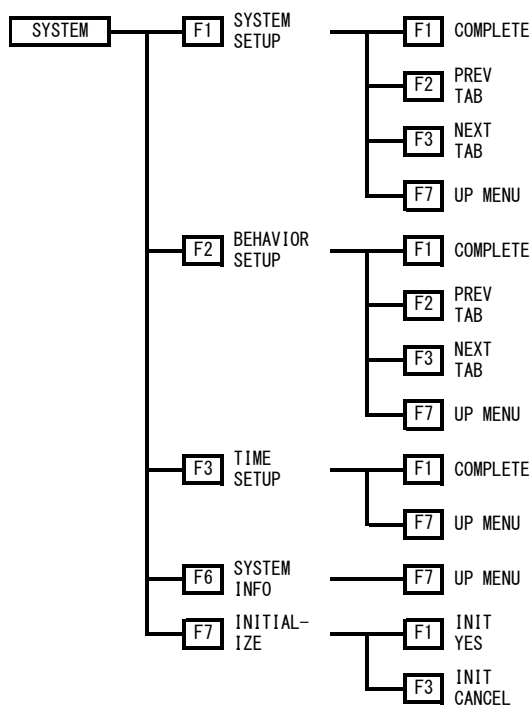 SYSTEM
F1 SYSTEM
SETUP
F1 COMPLETE
F2 PREV
TAB
F3 NEXT
TAB
F7 UP MENU
F2 BEHAVIOR
SETUP
F1 COMPLETE
F2 PREV
TAB
F3 NEXT
TAB
F7 UP MENU
F3 TIME
SETUP
F1 COMPLETE
F7 UP MENU
F6 SYSTEM
INFO
F7 UP MENU
F7 INITIAL-
IZE
F1 INIT
YES
F3 INIT
CANCEL